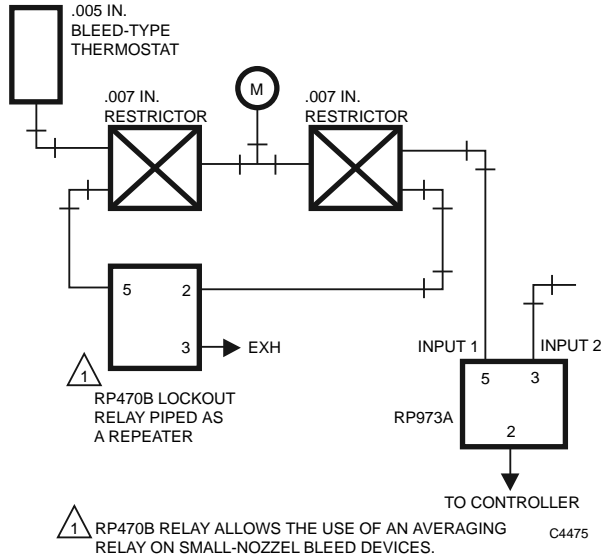 .005 IN.
BLEED-TYPE
THERMOSTAT
.007 IN.
RESTRICTOR
M
.007 IN.
RESTRICTOR
5
2
3
EXH
1
RP470B LOCKOUT
RELAY PIPED AS
A REPEATER
INPUT 1
INPUT 2
5
3
RP973A
2
TO CONTROLLER
1
RP470B RELAY ALLOWS THE USE OF AN AVERAGING
RELAY ON SMALL-NOZZEL BLEED DEVICES.
C4475